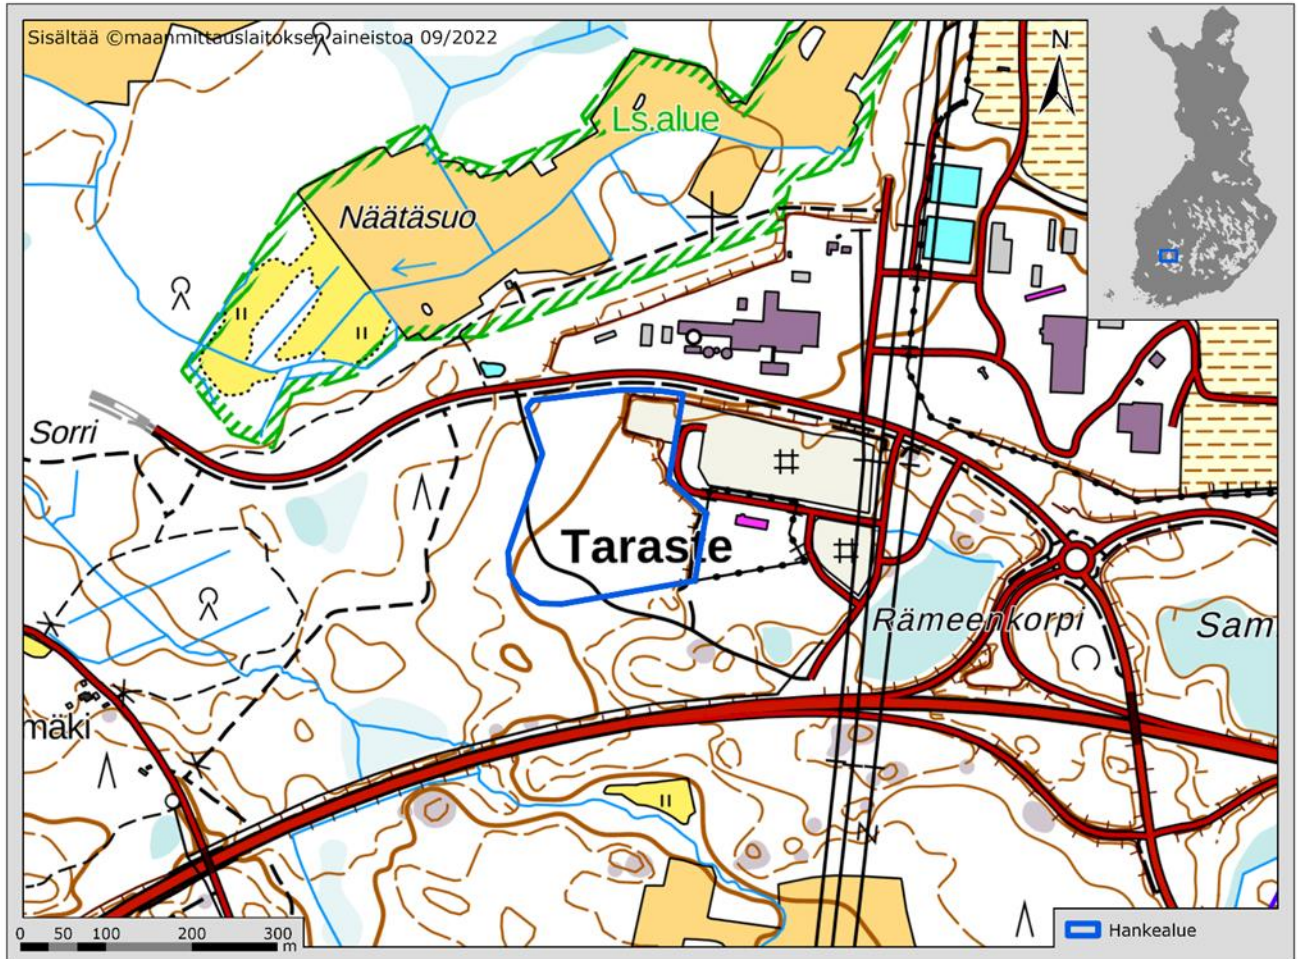 Sisältää ©maanmittauslaitoksen aineistoa 09/2022
N
Ls.alue
Näätäsuo
Sorri
Taraste
Rämeenkorpi
Sam
mäki
0 50 100 200 300
m
Hankealue